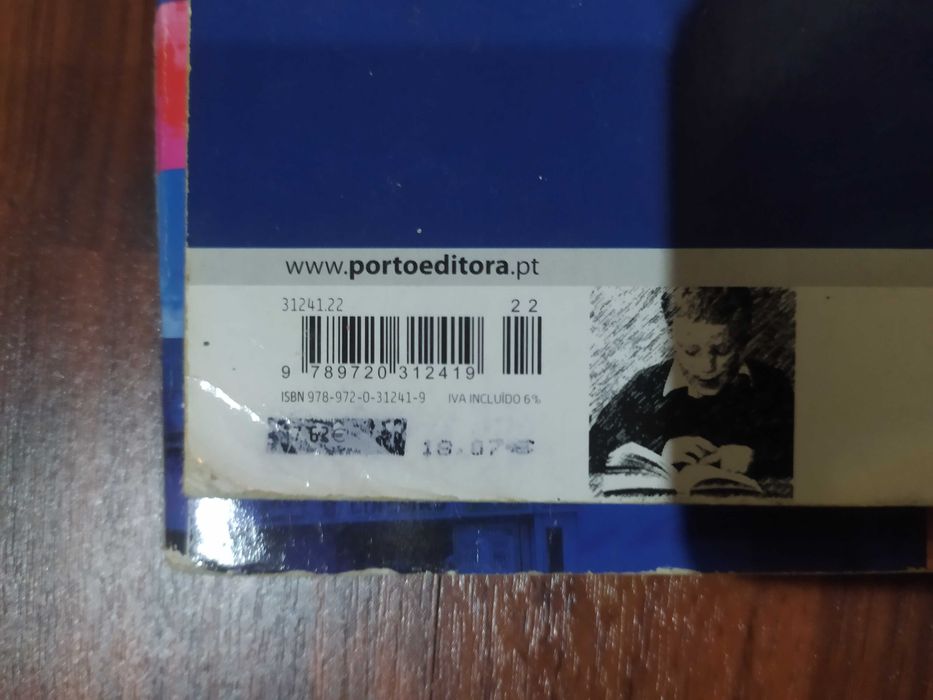 www.portoeditora.pt
31241.22
22
9 789720 312419
ISBN 978-972-0-31241-9 IVA INCLUÍDO 6%
18.07€